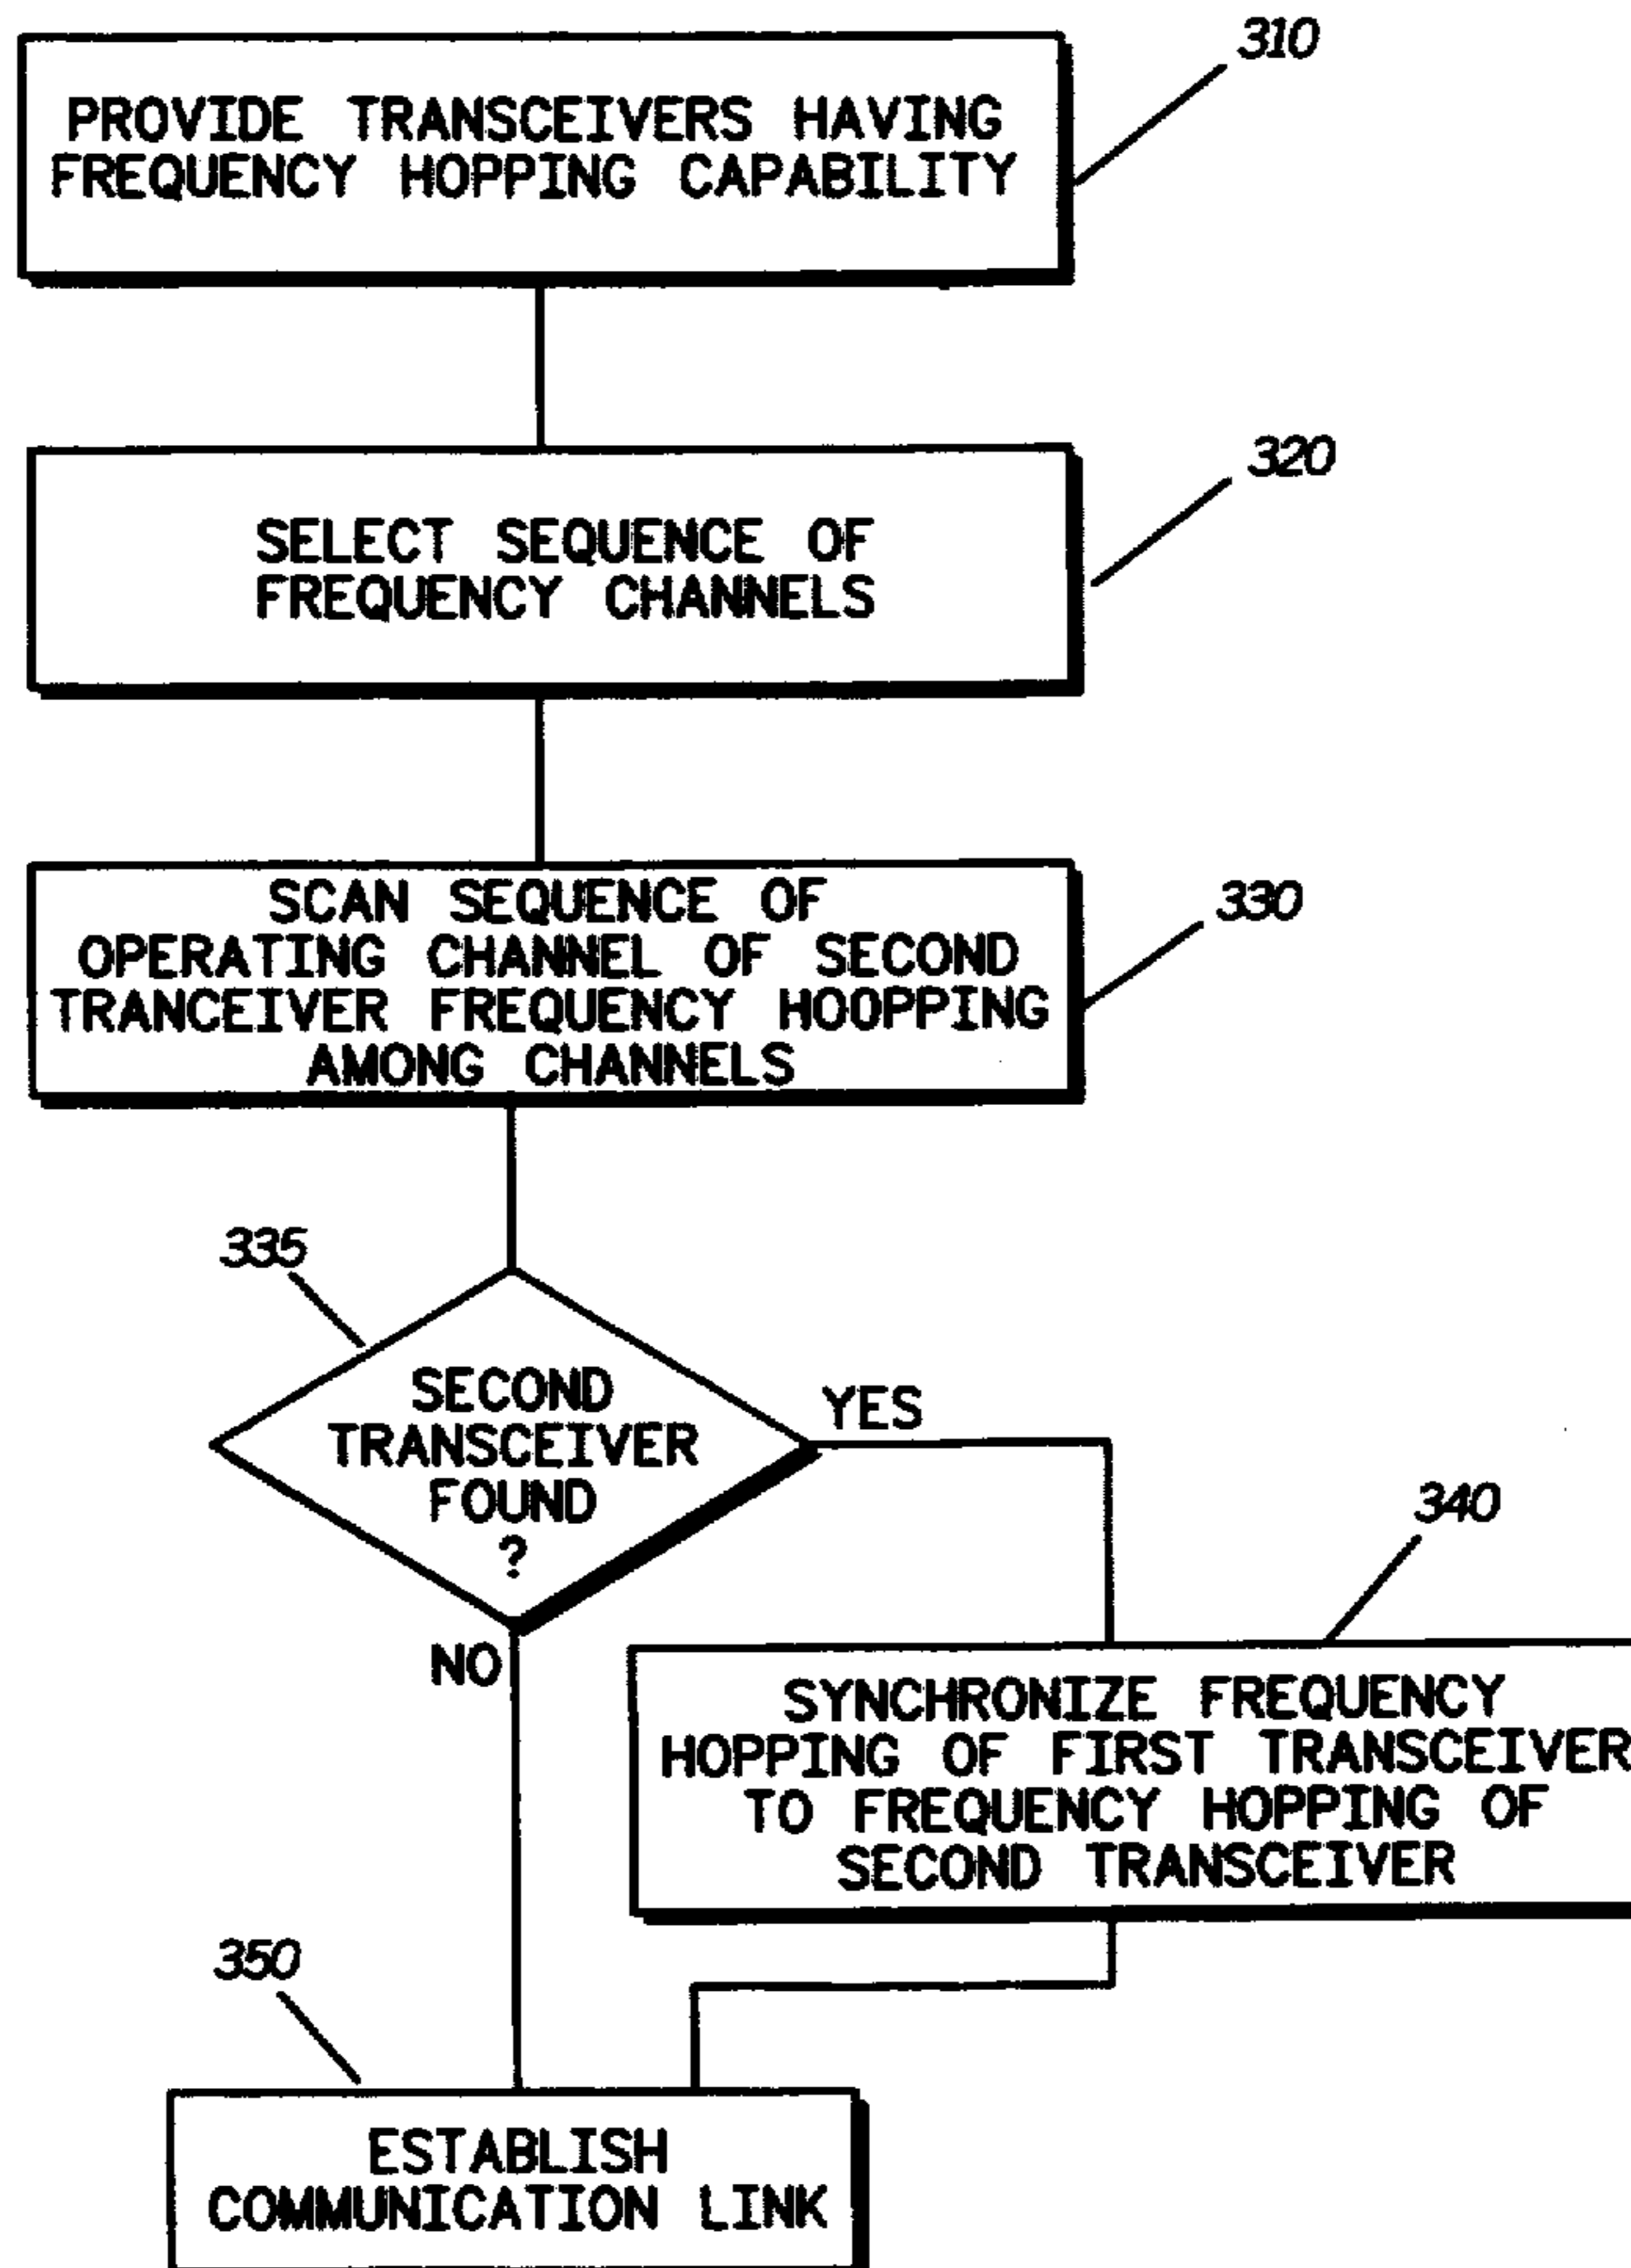 310
PROVIDE TRANSCEIVERS HAVING
FREQUENCY HOPPING CAPABILITY
320
SELECT SEQUENCE OF
FREQUENCY CHANNELS
330
SCAN SEQUENCE OF
OPERATING CHANNEL OF SECOND
TRANCEIVER FREQUENCY HOOPPING
AMONG CHANNELS
335
SECOND
TRANSCEIVER
FOUND
?
YES
NO
340
SYNCHRONIZE FREQUENCY
HOPPING OF FIRST TRANSCEIVER
TO FREQUENCY HOPPING OF
SECOND TRANSCEIVER
350
ESTABLISH
COMMUNICATION LINK